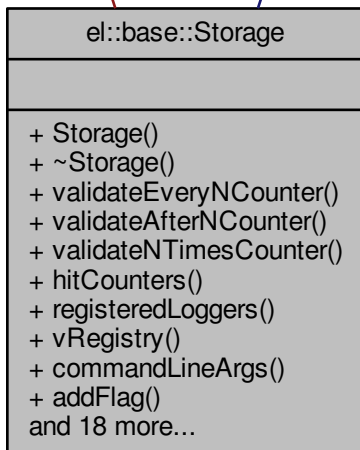 el::base::Storage
+ Storage()
+ ~Storage()
+ validateEveryNCounter()
+ validateAfterNCounter()
+ validateNTimesCounter()
+ hitCounters()
+ registeredLoggers()
+ vRegistry()
+ commandLineArgs()
+ addFlag()
and 18 more...